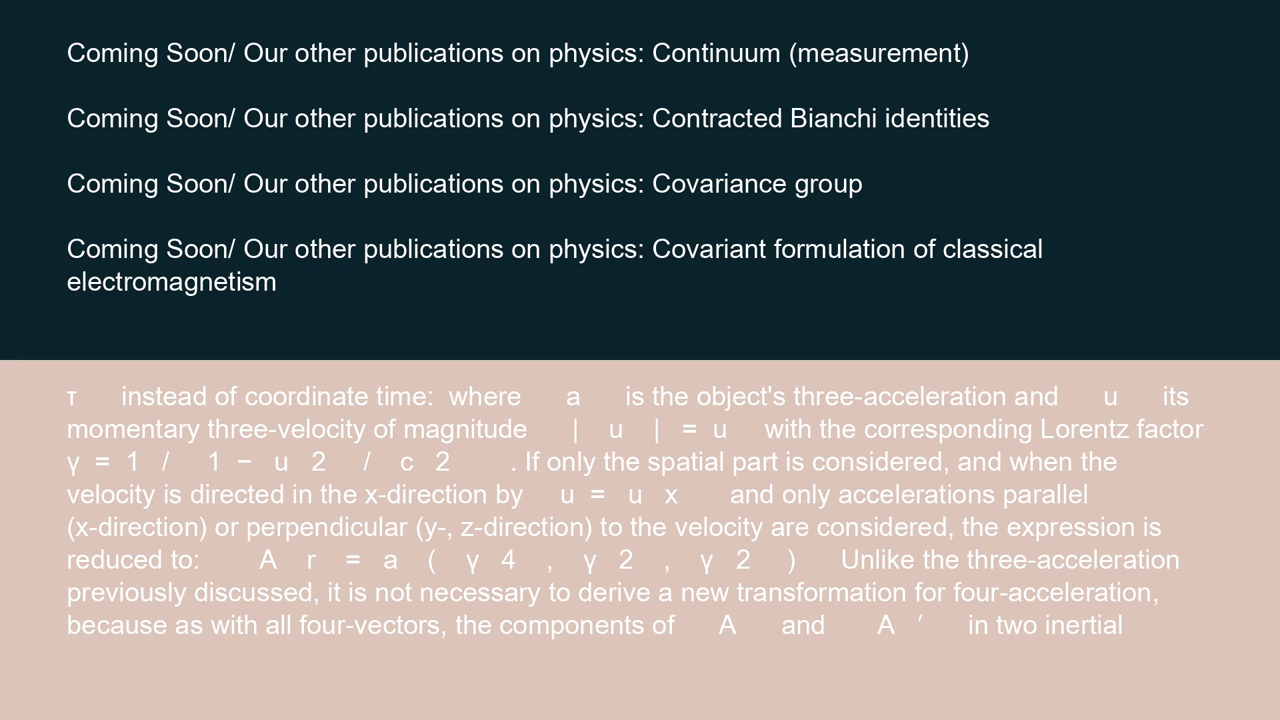 Coming Soon/ Our other publications on physics: Continuum (measurement)
Coming Soon/ Our other publications on physics: Contracted Bianchi identities
Coming Soon/ Our other publications on physics: Covariance group
Coming Soon/ Our other publications on physics: Covariant formulation of classical
electromagnetism
τ instead of coordinate time: where a is the object's three-acceleration and u its
momentary three-velocity of magnitude | u | = u with the corresponding Lorentz factor
γ = 1 / 1 − u 2 / c 2 . If only the spatial part is considered, and when the
velocity is directed in the x-direction by u = u x and only accelerations parallel
(x-direction) or perpendicular (y-, z-direction) to the velocity are considered, the expression is
reduced to: A r = a ( γ 4 , γ 2 , γ 2 ) Unlike the three-acceleration
previously discussed, it is not necessary to derive a new transformation for four-acceleration,
because as with all four-vectors, the components of A and A ′ in two inertial